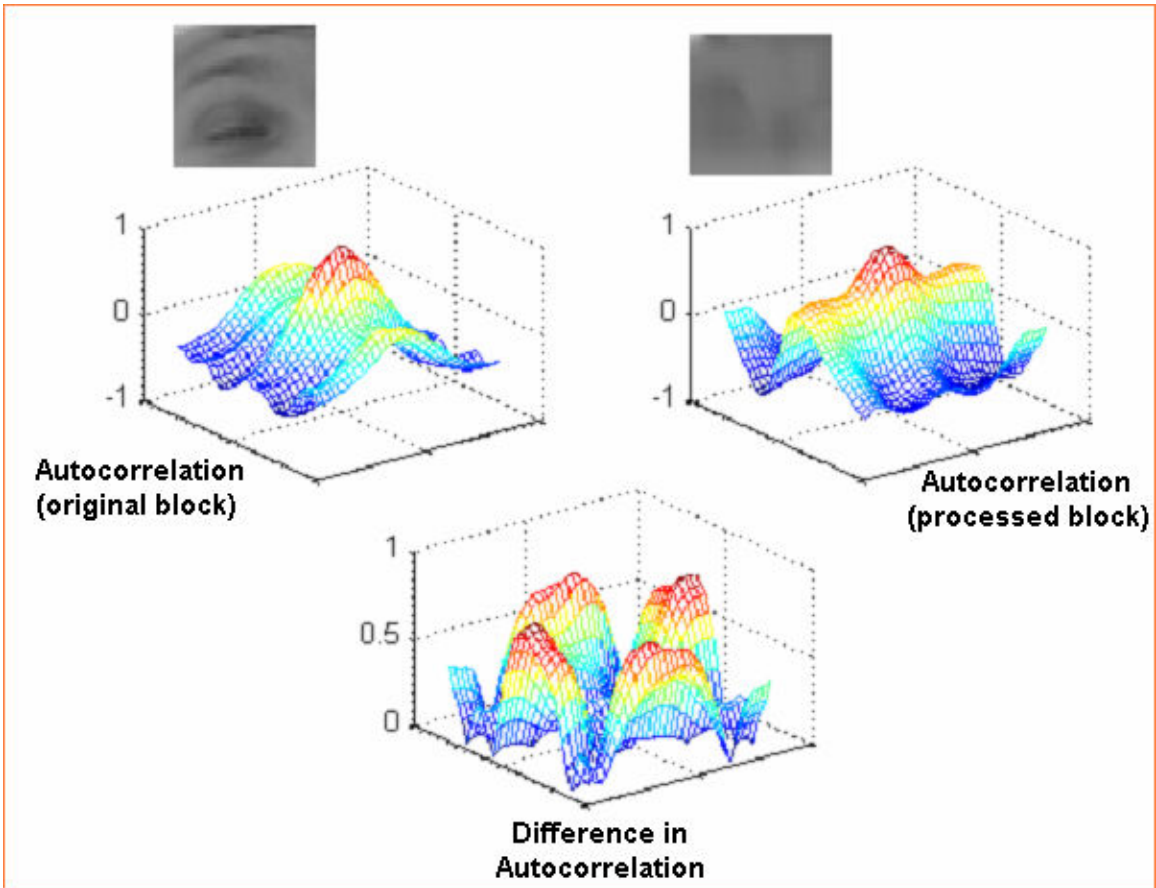 1
0
-1
Autocorrelation
(original block)
1
0
-1
Autocorrelation
(processed block)
1
0.5
0
Difference in
Autocorrelation